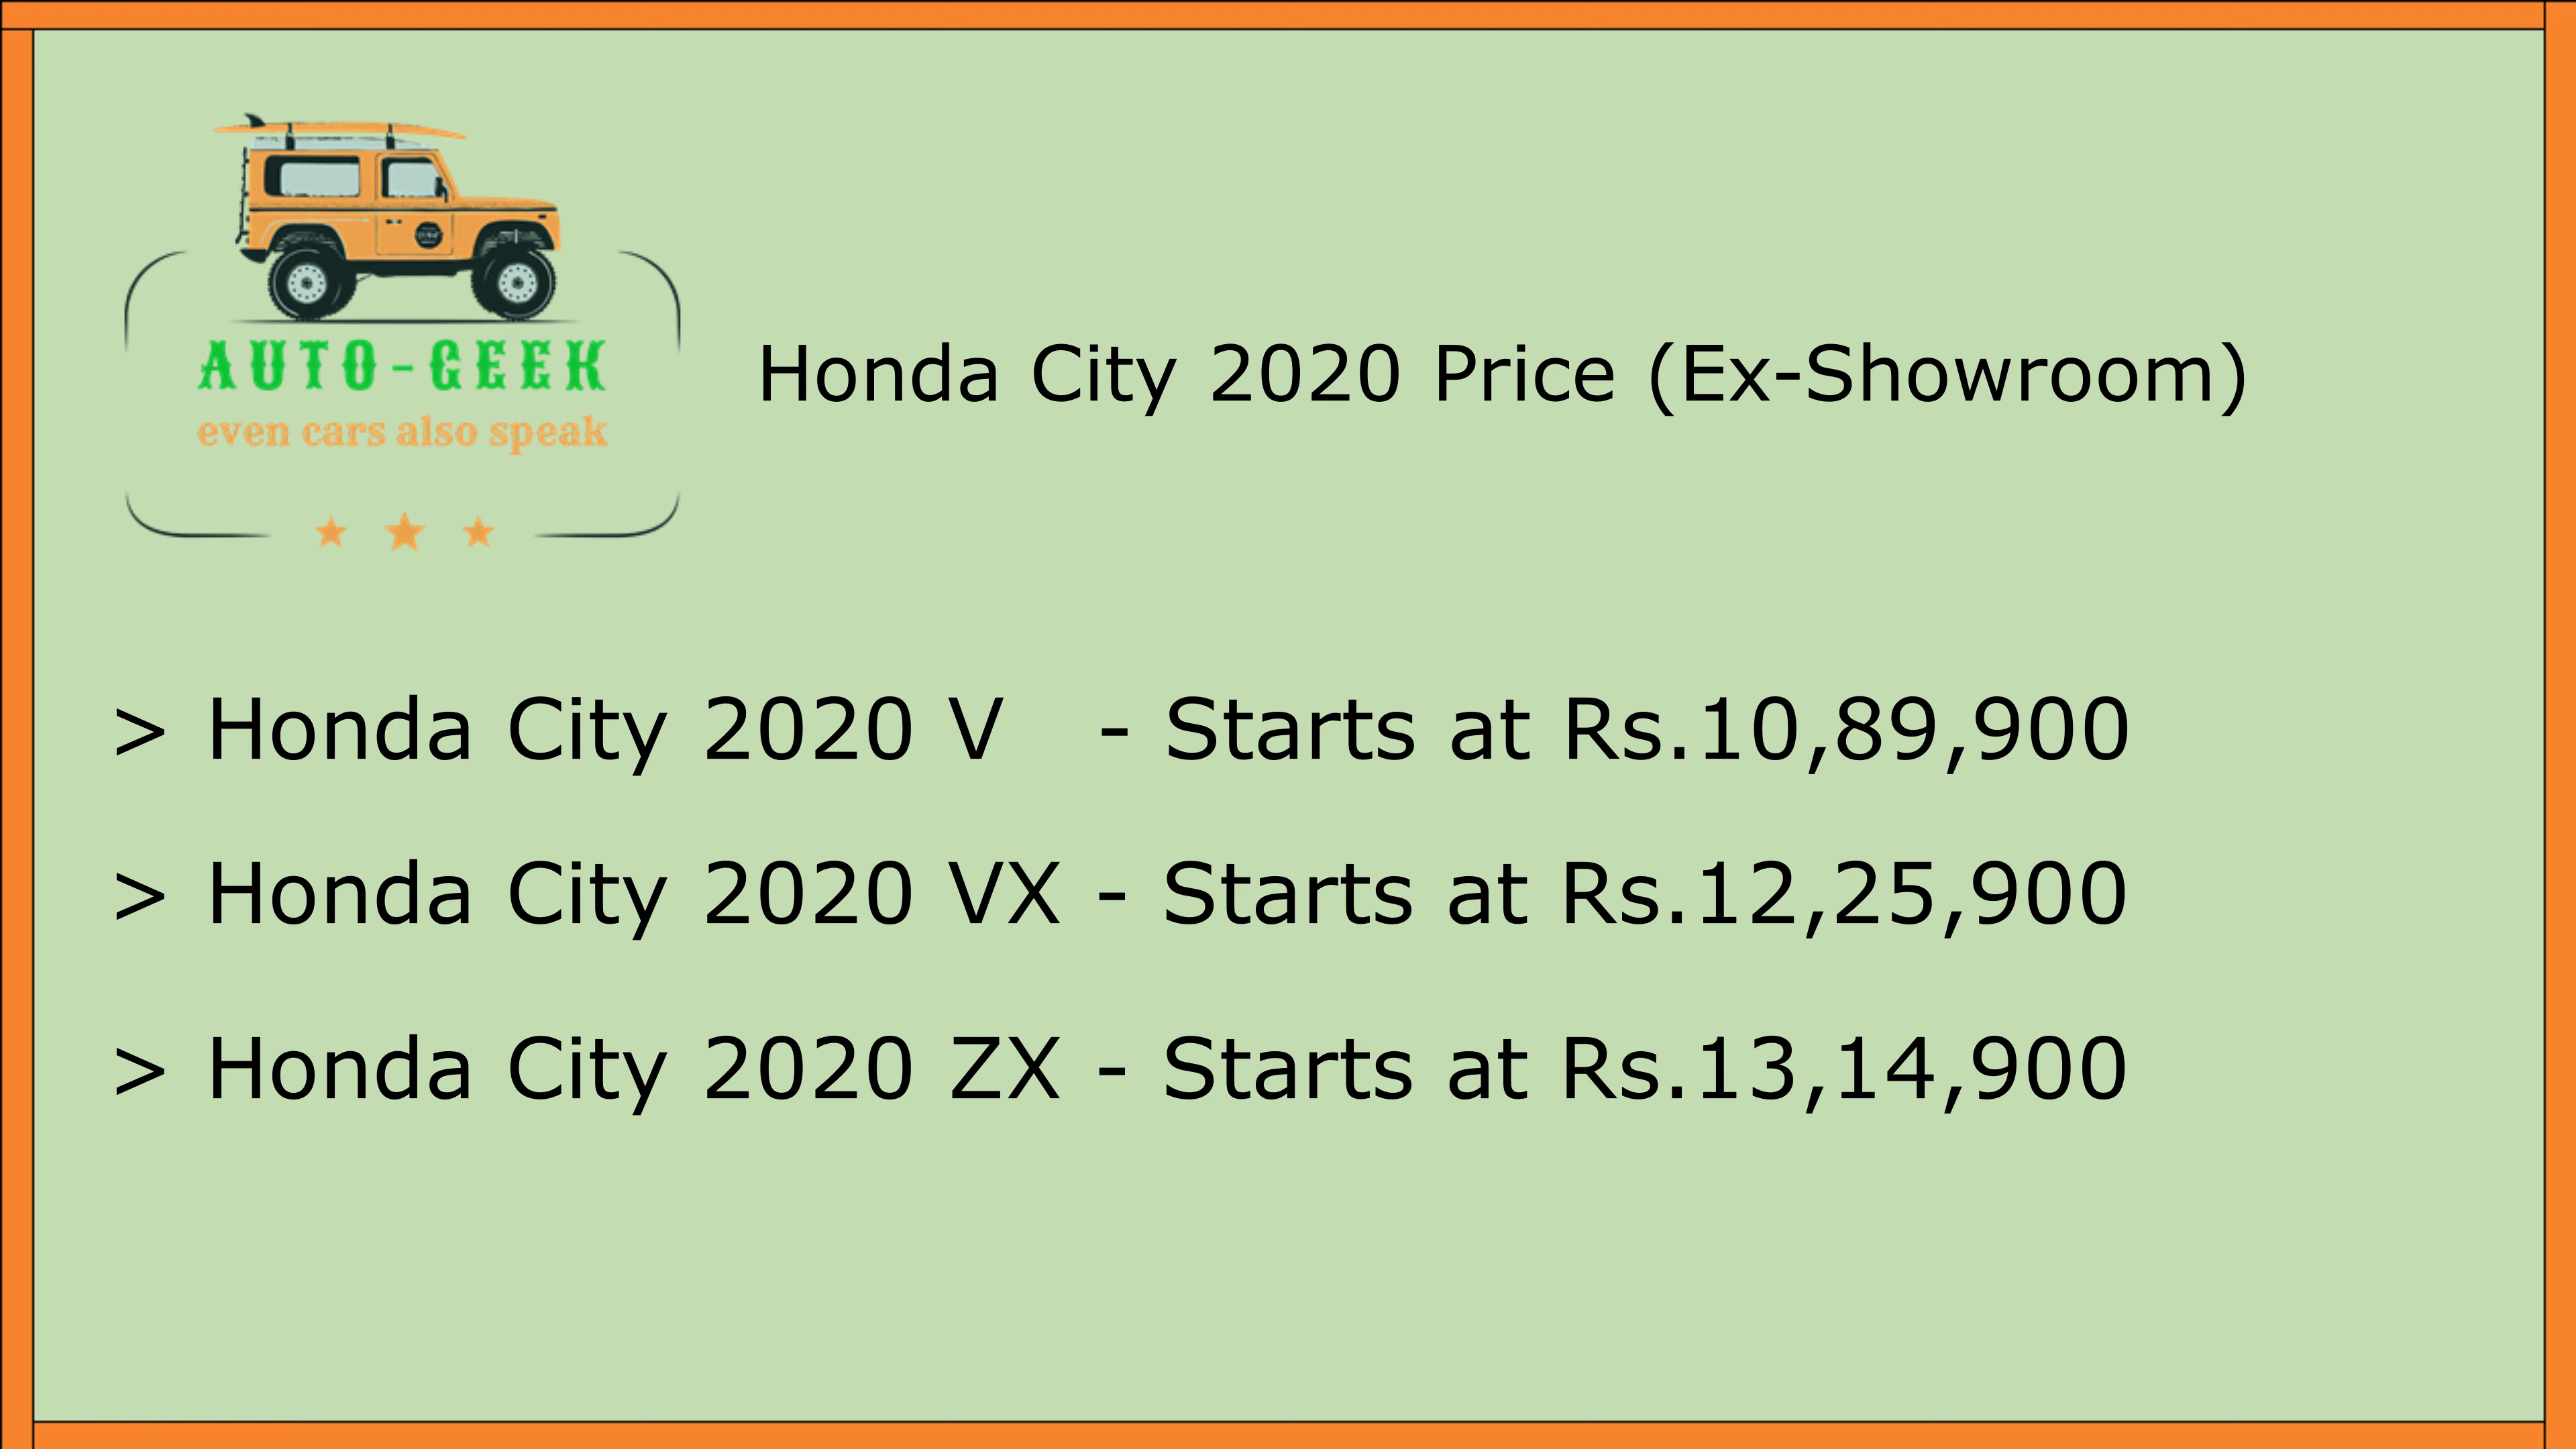 AUTO-GEEK
even cars also speak
Honda City 2020 Price (Ex-Showroom)
> Honda City 2020 V - Starts at Rs.10,89,900
> Honda City 2020 VX - Starts at Rs.12,25,900
> Honda City 2020 ZX - Starts at Rs.13,14,900